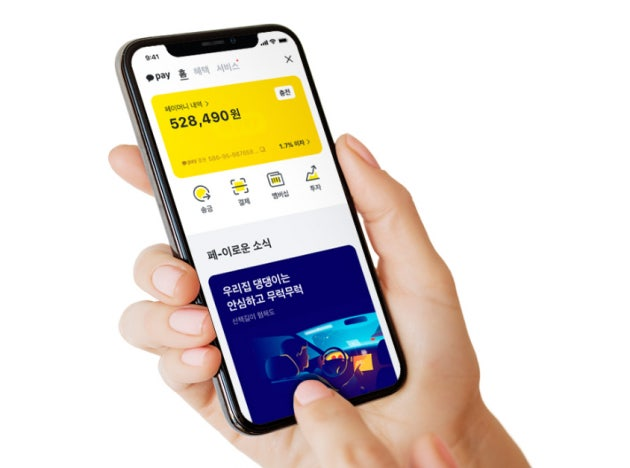 9:41
pay 홈 혜택 서비스
페이머니 내역 >
충전
528,490원
1.7% 이자 >
송금 결제 멤버십 투자
페-이로운 소식
우리집 댕댕이는
안심하고 무럭무럭